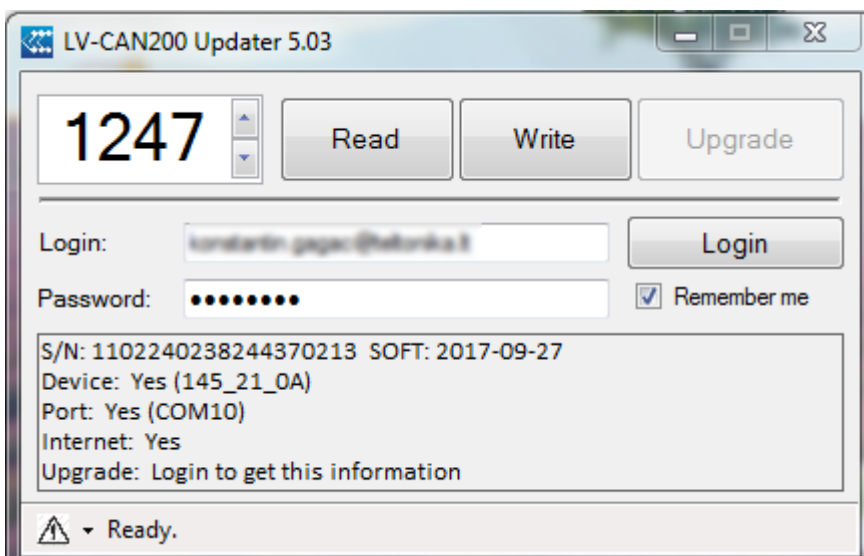 LV-CAN200 Updater 5.03
1247 Read Write Upgrade
Login: Login
Password: •••••••• Remember me
S/N: 1102240238244370213 SOFT: 2017-09-27
Device: Yes (145_21_0A)
Port: Yes (COM10)
Internet: Yes
Upgrade: Login to get this information
Ready.